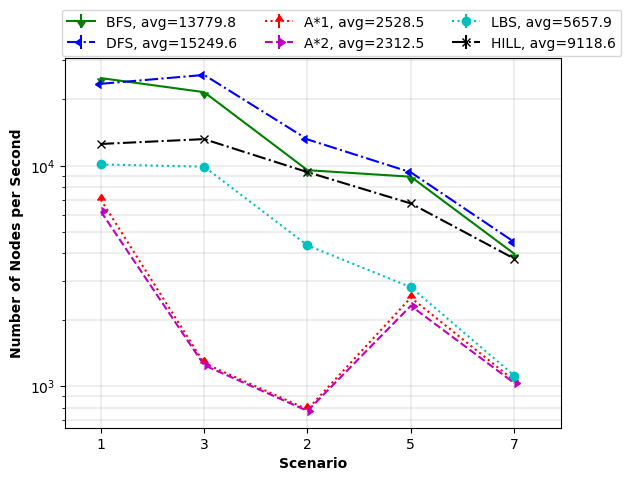 BFS, avg=13779.8 A*1, avg=2528.5 LBS, avg=5657.9
DFS, avg=15249.6 A*2, avg=2312.5 HILL, avg=9118.6
Number of Nodes per Second
10^4
10^3
1 3 2 5 7
Scenario